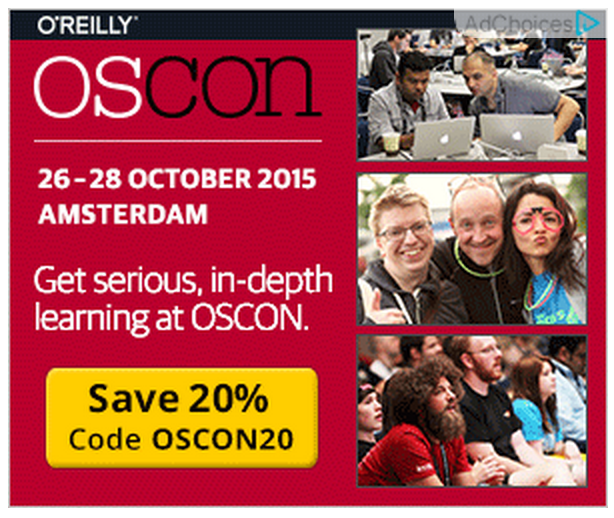 O'REILLY®
AdChoices
OSCON
26–28 OCTOBER 2015
AMSTERDAM
Get serious, in-depth
learning at OSCON.
Save 20%
Code OSCON20